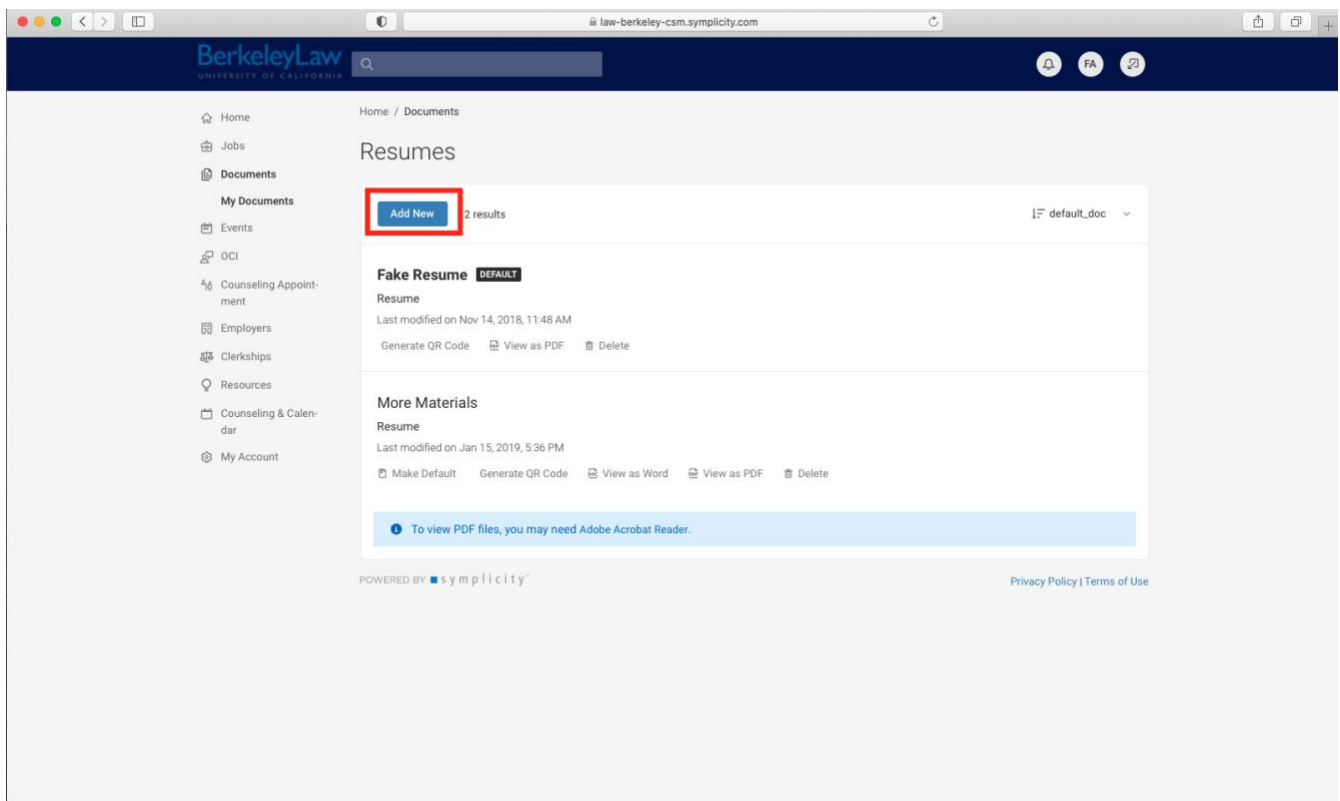 law-berkeley-csm.symplicity.com
BerkeleyLaw
UNIVERSITY OF CALIFORNIA
FA
Home
Jobs
Documents
My Documents
Events
OCI
Counseling Appoint-
ment
Employers
Clerkships
Resources
Counseling & Calen-
dar
My Account
Home / Documents
Resumes
Add New
2 results
default_doc
Fake Resume DEFAULT
Resume
Last modified on Nov 14, 2018, 11:48 AM
Generate QR Code View as PDF Delete
More Materials
Resume
Last modified on Jan 15, 2019, 5:36 PM
Make Default Generate QR Code View as Word View as PDF Delete
To view PDF files, you may need Adobe Acrobat Reader.
POWERED BY symplicity
Privacy Policy | Terms of Use